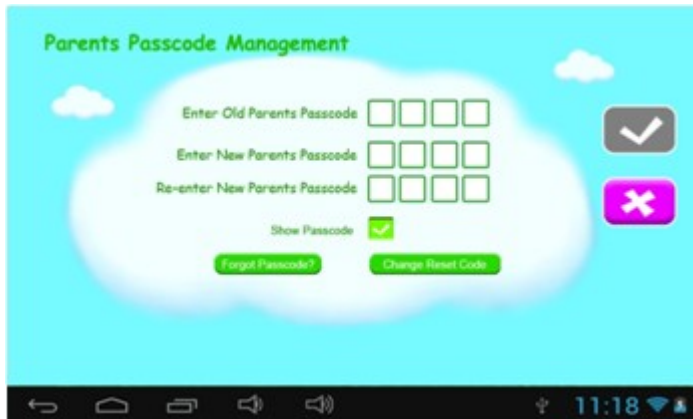 Parents Passcode Management
Enter Old Parents Passcode
Enter New Parents Passcode
Re-enter New Parents Passcode
Show Passcode
Forgot Passcode?
Change Reset Code
11:18